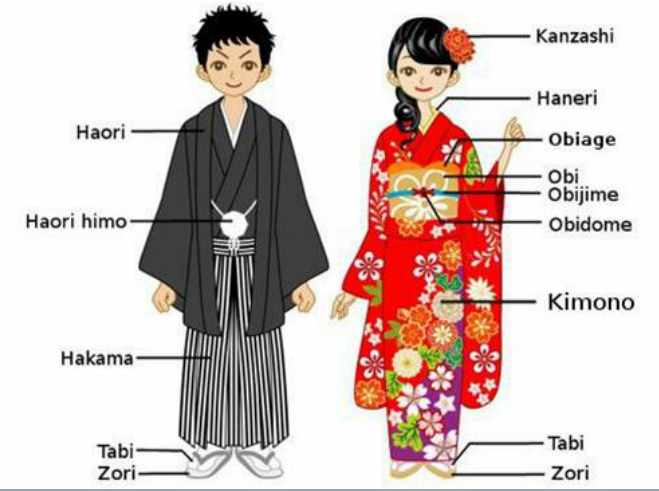 Haori
Haori himo
Hakama
Tabi
Zori
Kanzashi
Haneri
Obiage
Obi
Obijime
Obidome
Kimono
Tabi
Zori